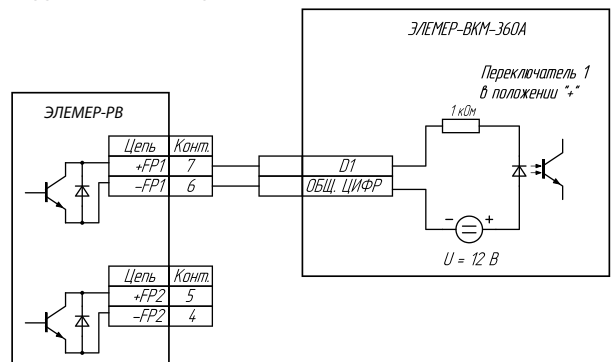 ЭЛЕМЕР-ВКМ-360А
Переключатель 1
в положении "+"
1 кОм
ЭЛЕМЕР-РВ
Цепь Конт.
+FP1 7
-FP1 6
D1
ОБЩ. ЦИФР
- +
U = 12 В
Цепь Конт.
+FP2 5
-FP2 4